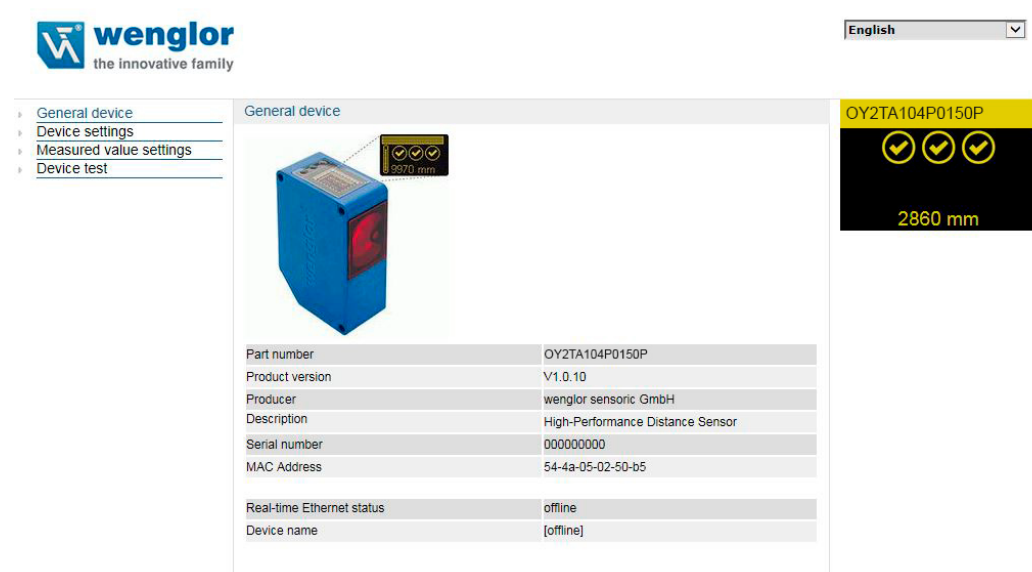 wenglor
the innovative family
English
General device
Device settings
Measured value settings
Device test
General device
9970 mm
wenglor
Part number OY2TA104P0150P
Product version V1.0.10
Producer wenglor sensoric GmbH
Description High-Performance Distance Sensor
Serial number 000000000
MAC Address 54-4a-05-02-50-b5
Real-time Ethernet status offline
Device name [offline]
OY2TA104P0150P
2860 mm